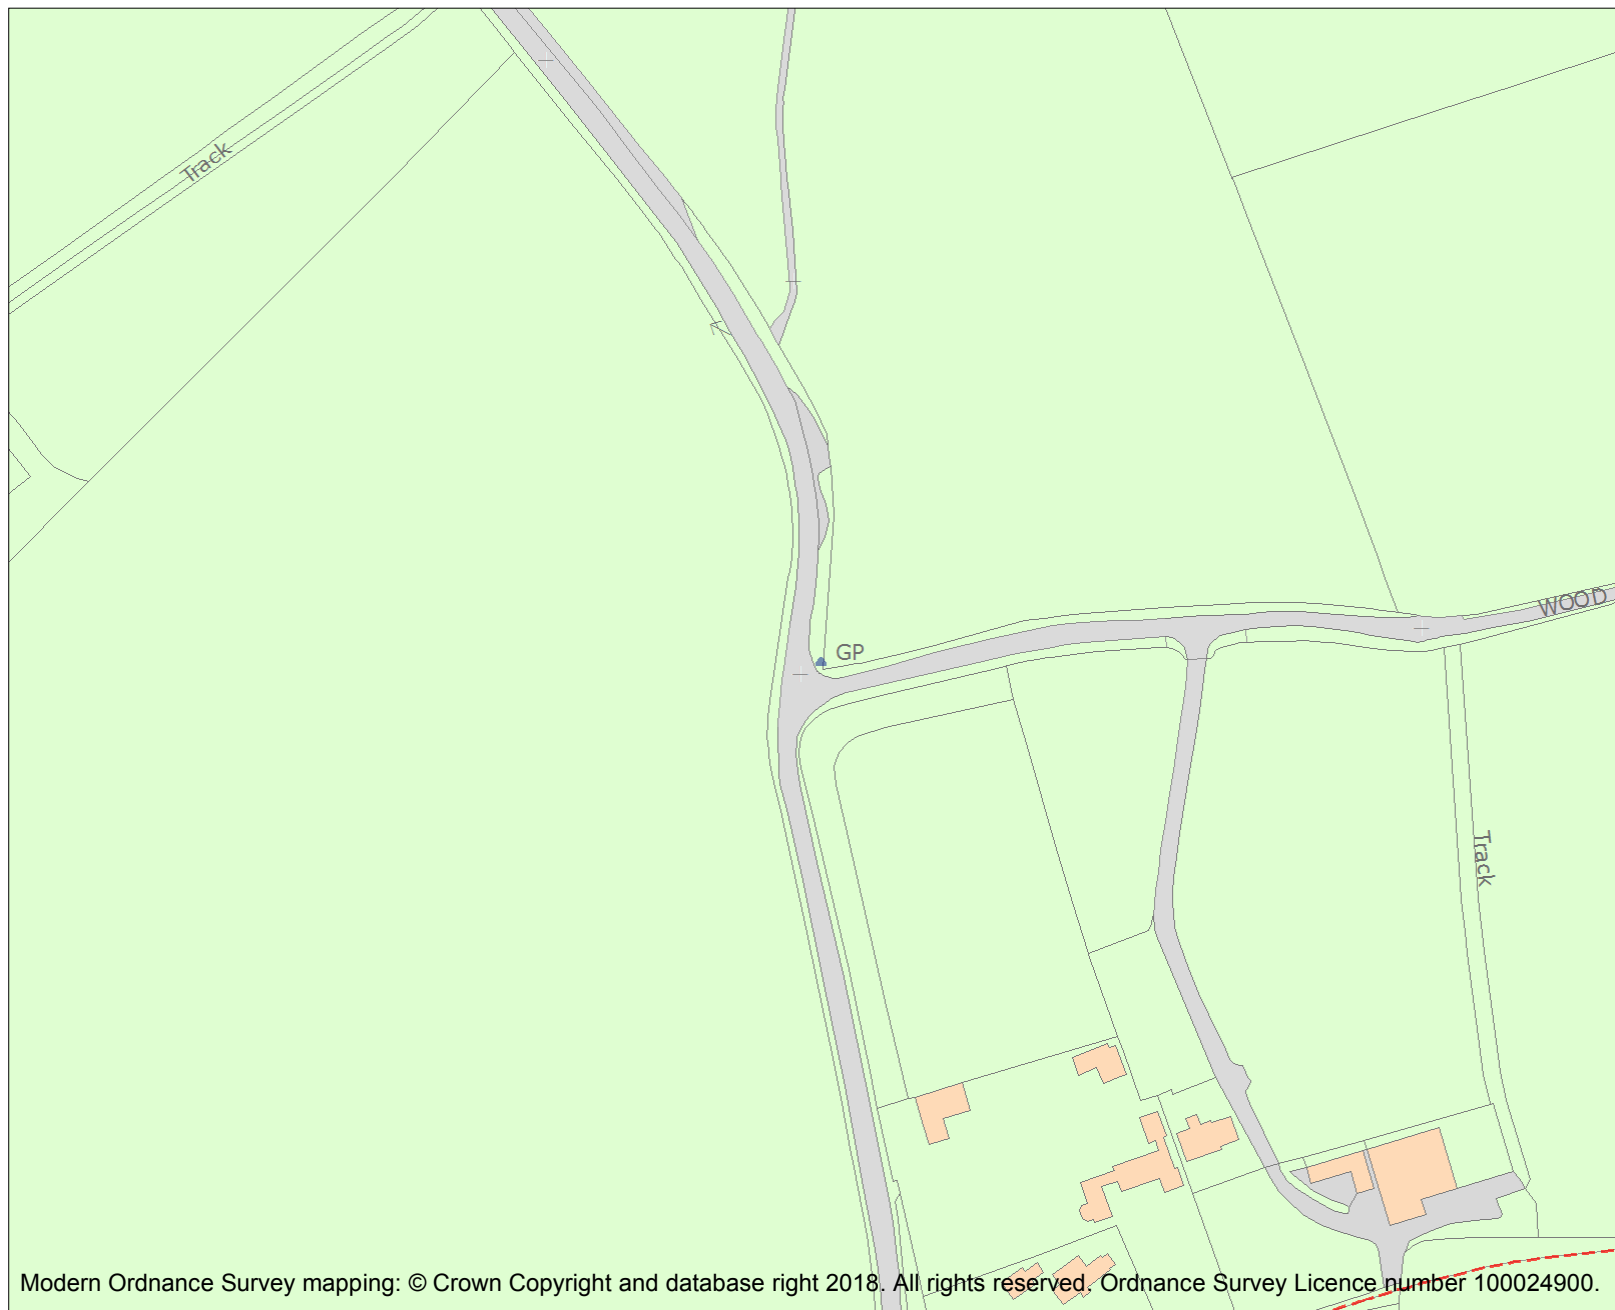 Track
GP
WOOD
Track
Modern Ordnance Survey mapping: © Crown Copyright and database right 2018. All rights reserved. Ordnance Survey Licence number 100024900.